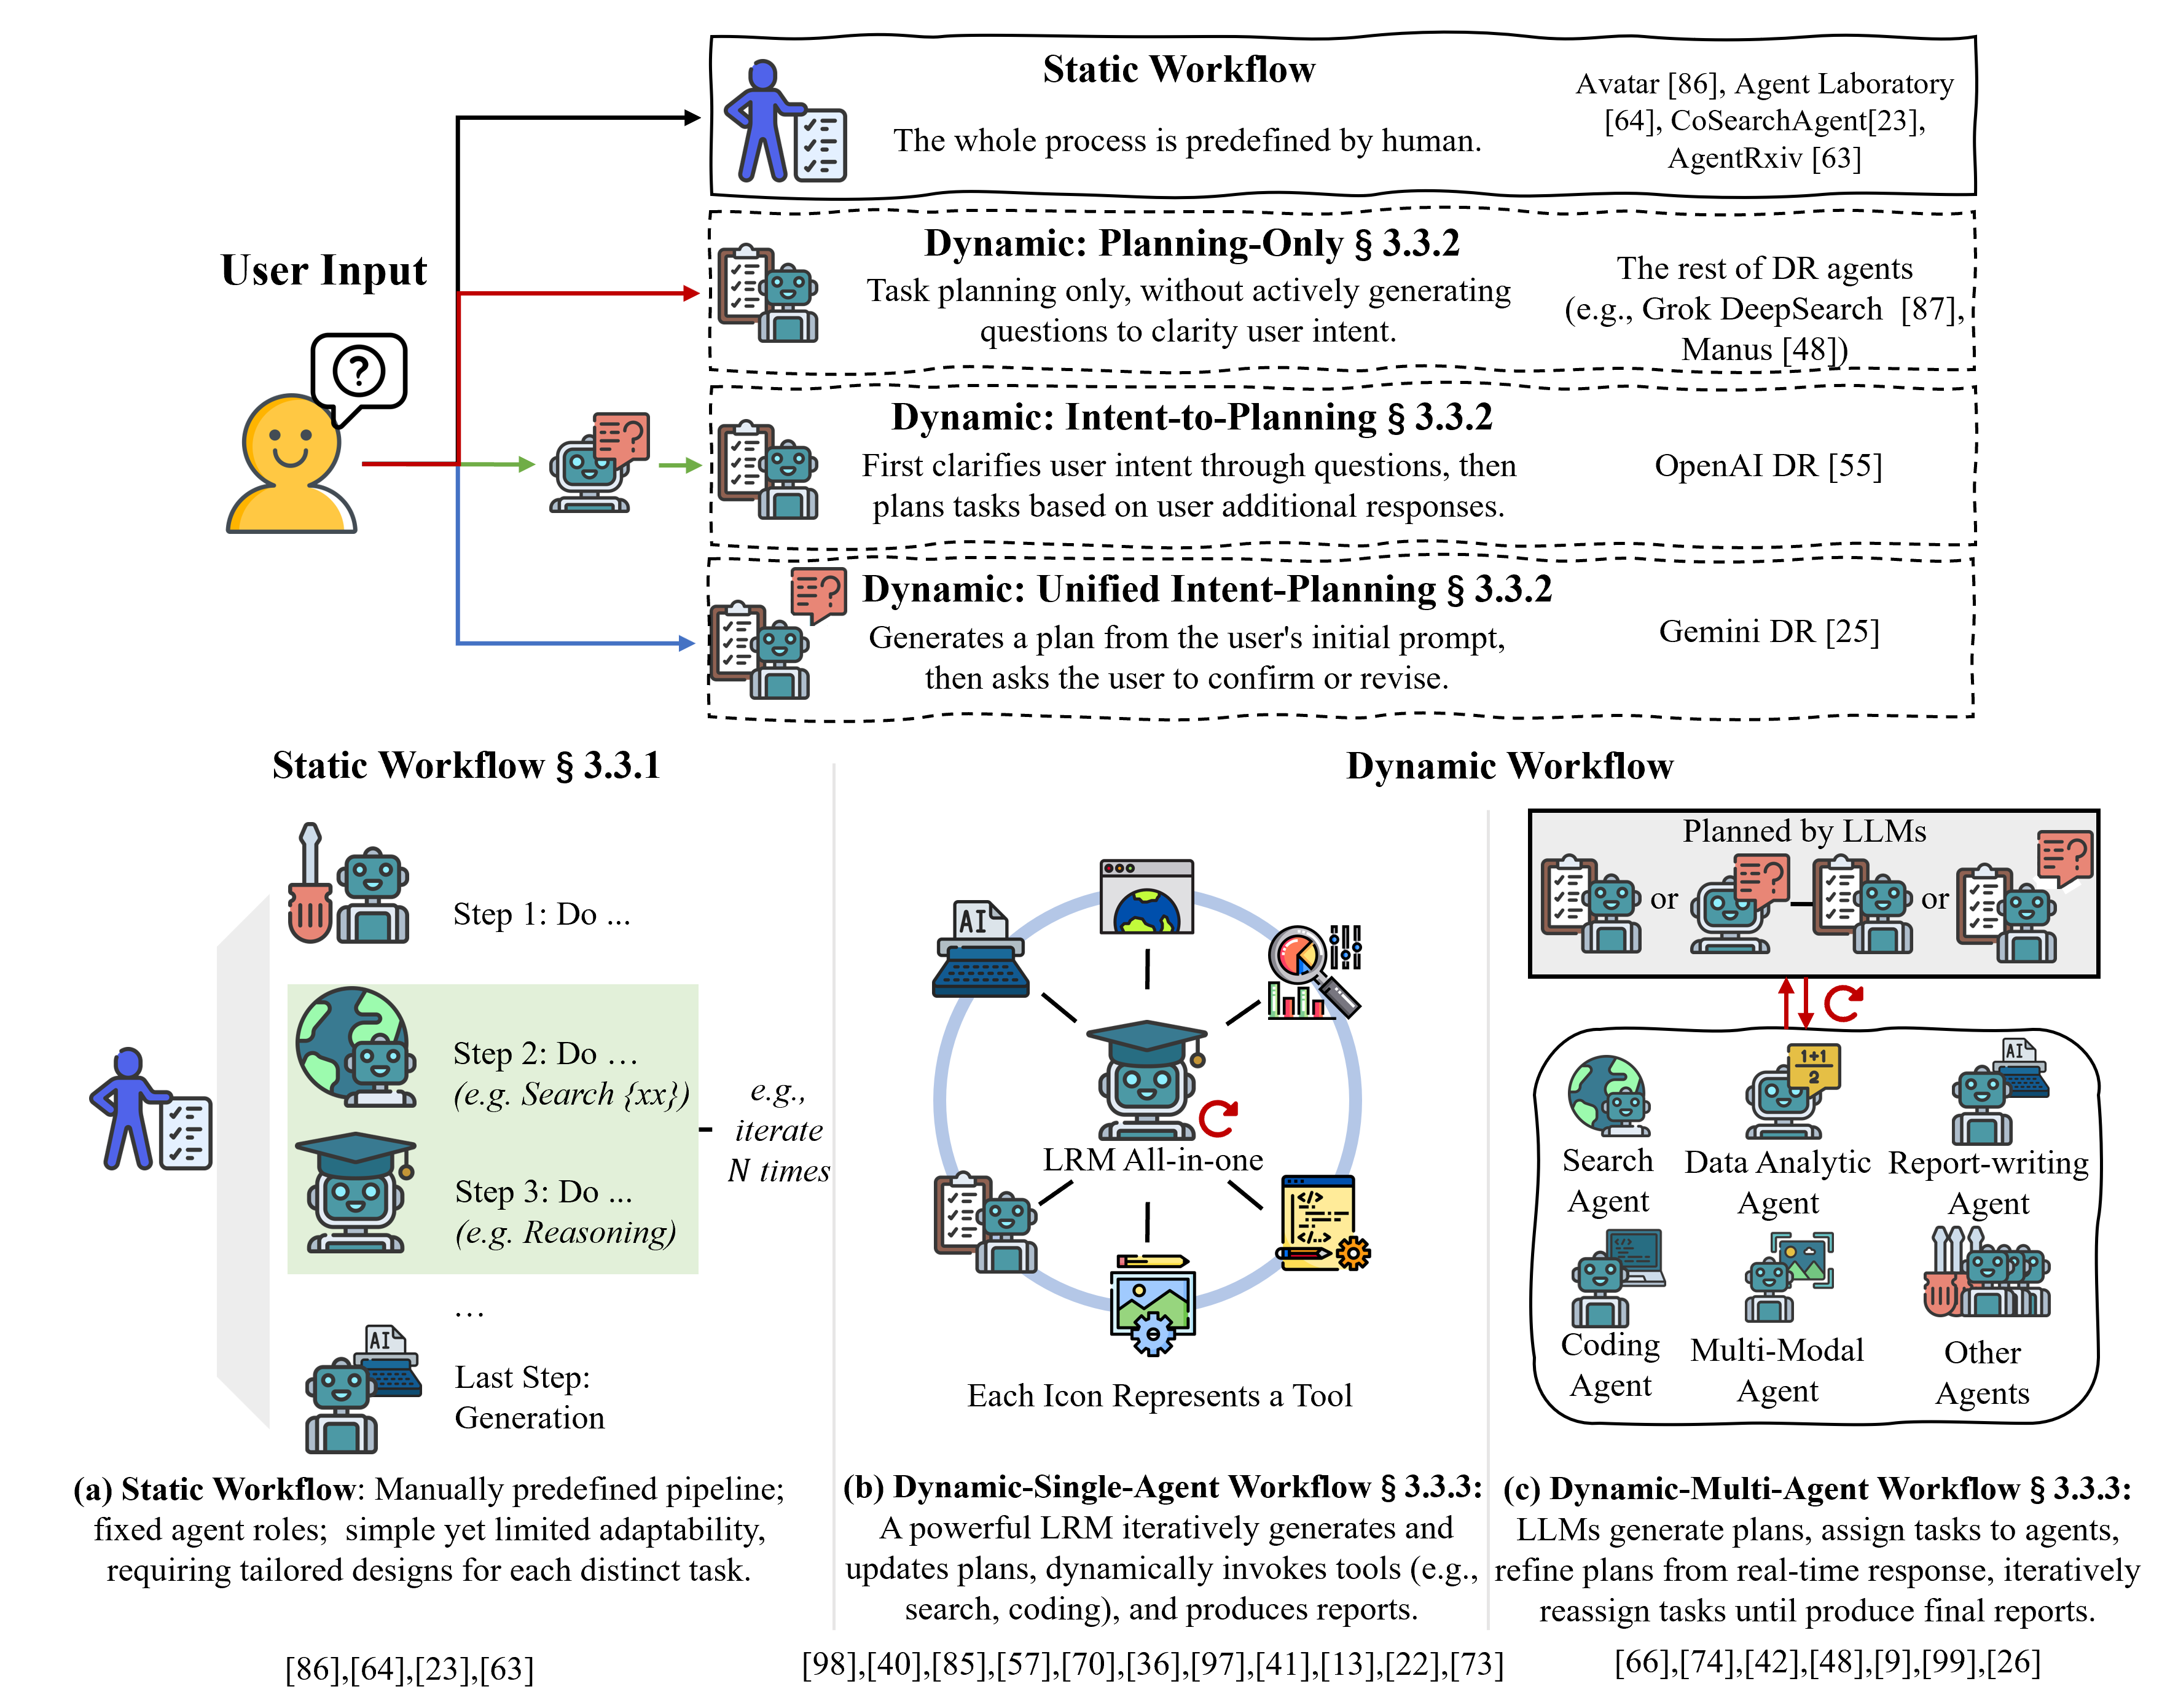 Static Workflow
The whole process is predefined by human.
Avatar [86], Agent Laboratory
[64], CoSearchAgent[23],
AgentRxiv [63]
User Input
Dynamic: Planning-Only § 3.3.2
Task planning only, without actively generating
questions to clarity user intent.
The rest of DR agents
(e.g., Grok DeepSearch [87],
Manus [48])
Dynamic: Intent-to-Planning § 3.3.2
First clarifies user intent through questions, then
plans tasks based on user additional responses.
OpenAI DR [55]
Dynamic: Unified Intent-Planning § 3.3.2
Generates a plan from the user's initial prompt,
then asks the user to confirm or revise.
Gemini DR [25]
Static Workflow § 3.3.1
Step 1: Do ...
Step 2: Do …
(e.g. Search {xx})
Step 3: Do ...
(e.g. Reasoning)
e.g.,
iterate
N times
…
AI
Last Step:
Generation
(a) Static Workflow: Manually predefined pipeline;
fixed agent roles; simple yet limited adaptability,
requiring tailored designs for each distinct task.
[86],[64],[23],[63]
Dynamic Workflow
AI
LRM All-in-one
</>
</..>
Each Icon Represents a Tool
(b) Dynamic-Single-Agent Workflow § 3.3.3:
A powerful LRM iteratively generates and
updates plans, dynamically invokes tools (e.g.,
search, coding), and produces reports.
[98],[40],[85],[57],[70],[36],[97],[41],[13],[22],[73]
Planned by LLMs
or
or
1+1
2
AI
Search
Agent
Data Analytic
Agent
Report-writing
Agent
Coding
Agent
Multi-Modal
Agent
Other
Agents
(c) Dynamic-Multi-Agent Workflow § 3.3.3:
LLMs generate plans, assign tasks to agents,
refine plans from real-time response, iteratively
reassign tasks until produce final reports.
[66],[74],[42],[48],[9],[99],[26]